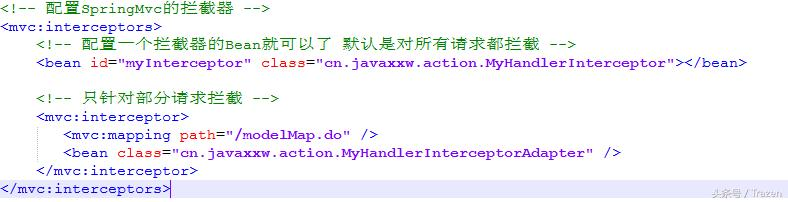 <!-- 配置SpringMvc的拦截器 -->
<mvc:interceptors>
<!-- 配置一个拦截器的Bean就可以了 默认是对所有请求都拦截 -->
<bean id="myInterceptor" class="cn.javaxxw.action.MyHandlerInterceptor"></bean>
<!-- 只针对部分请求拦截 -->
<mvc:interceptor>
<mvc:mapping path="/modelMap.do" />
<bean class="cn.javaxxw.action.MyHandlerInterceptorAdapter" />
</mvc:interceptor>
</mvc:interceptors>
头条号 / Trazen